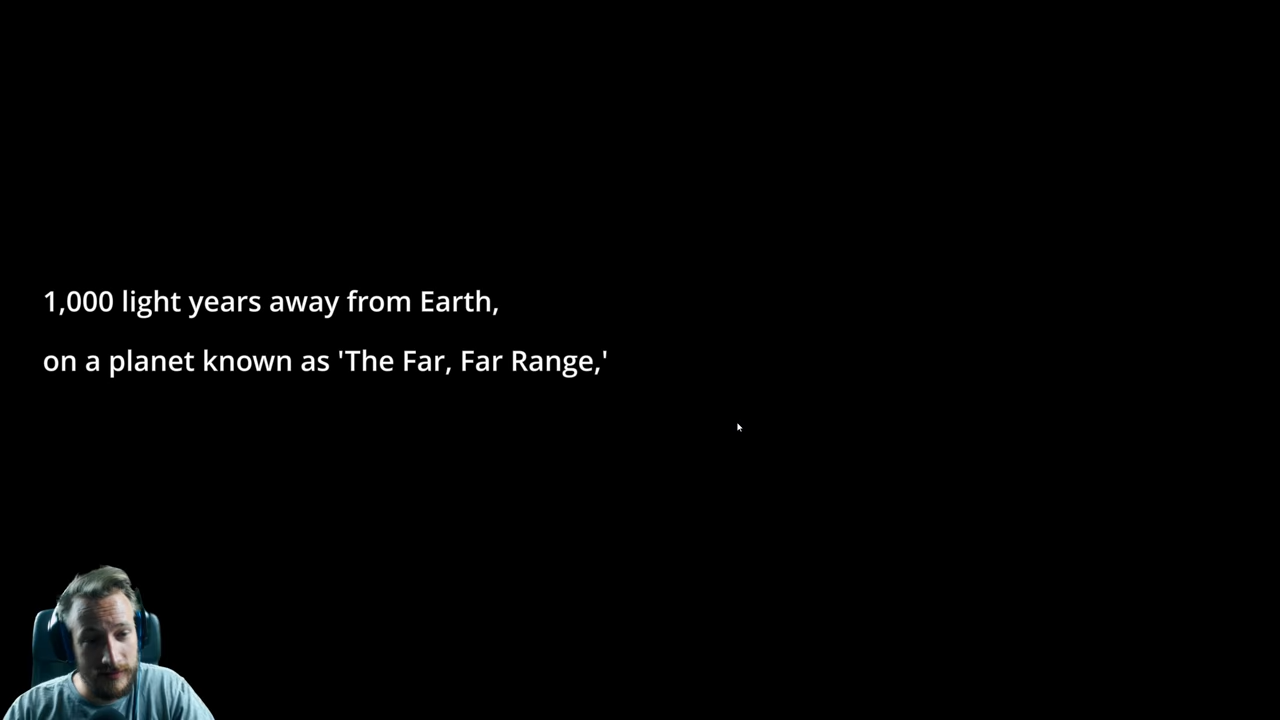 1,000 light years away from Earth,
on a planet known as 'The Far, Far Range,'